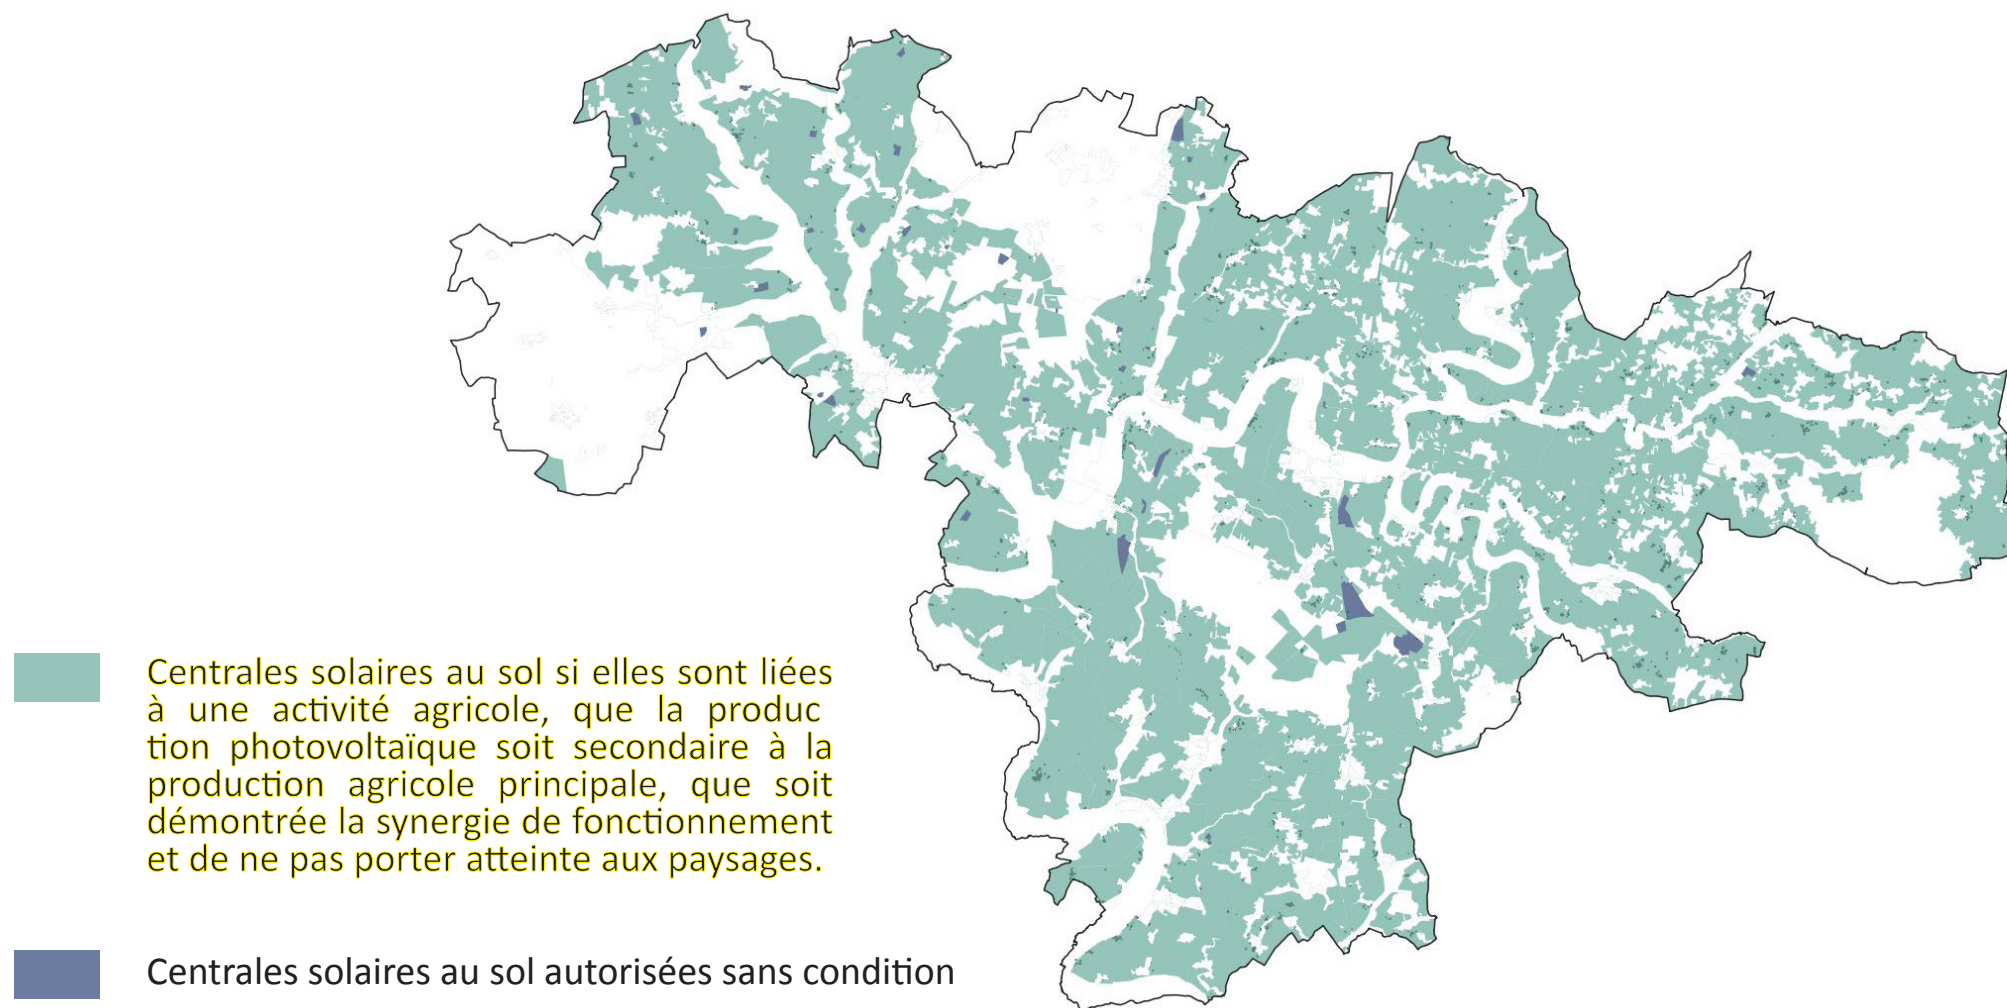 Centrales solaires au sol si elles sont liées
à une activité agricole, que la produc
tion photovoltaïque soit secondaire à la
production agricole principale, que soit
démontrée la synergie de fonctionnement
et de ne pas porter atteinte aux paysages.
Centrales solaires au sol autorisées sans condition